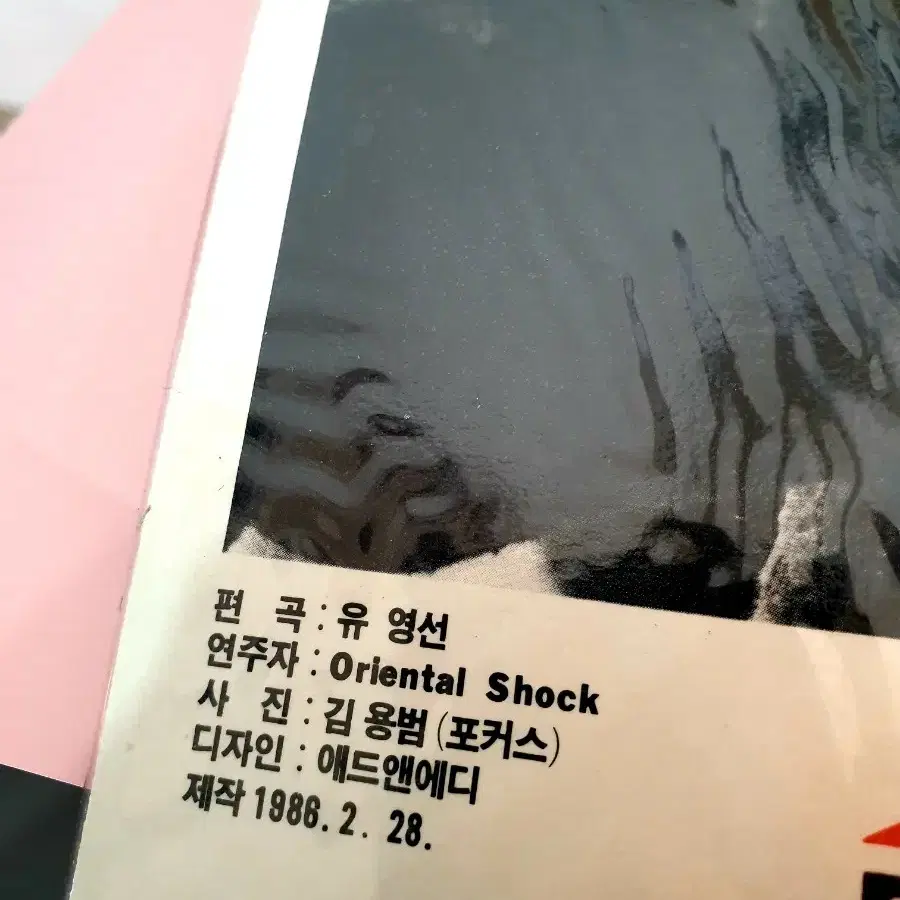 편 곡 : 유 영선
연주자 : Oriental Shock
사 진 : 김 용범 (포커스)
디자인 : 애드앤에디
제작 1986. 2. 28.